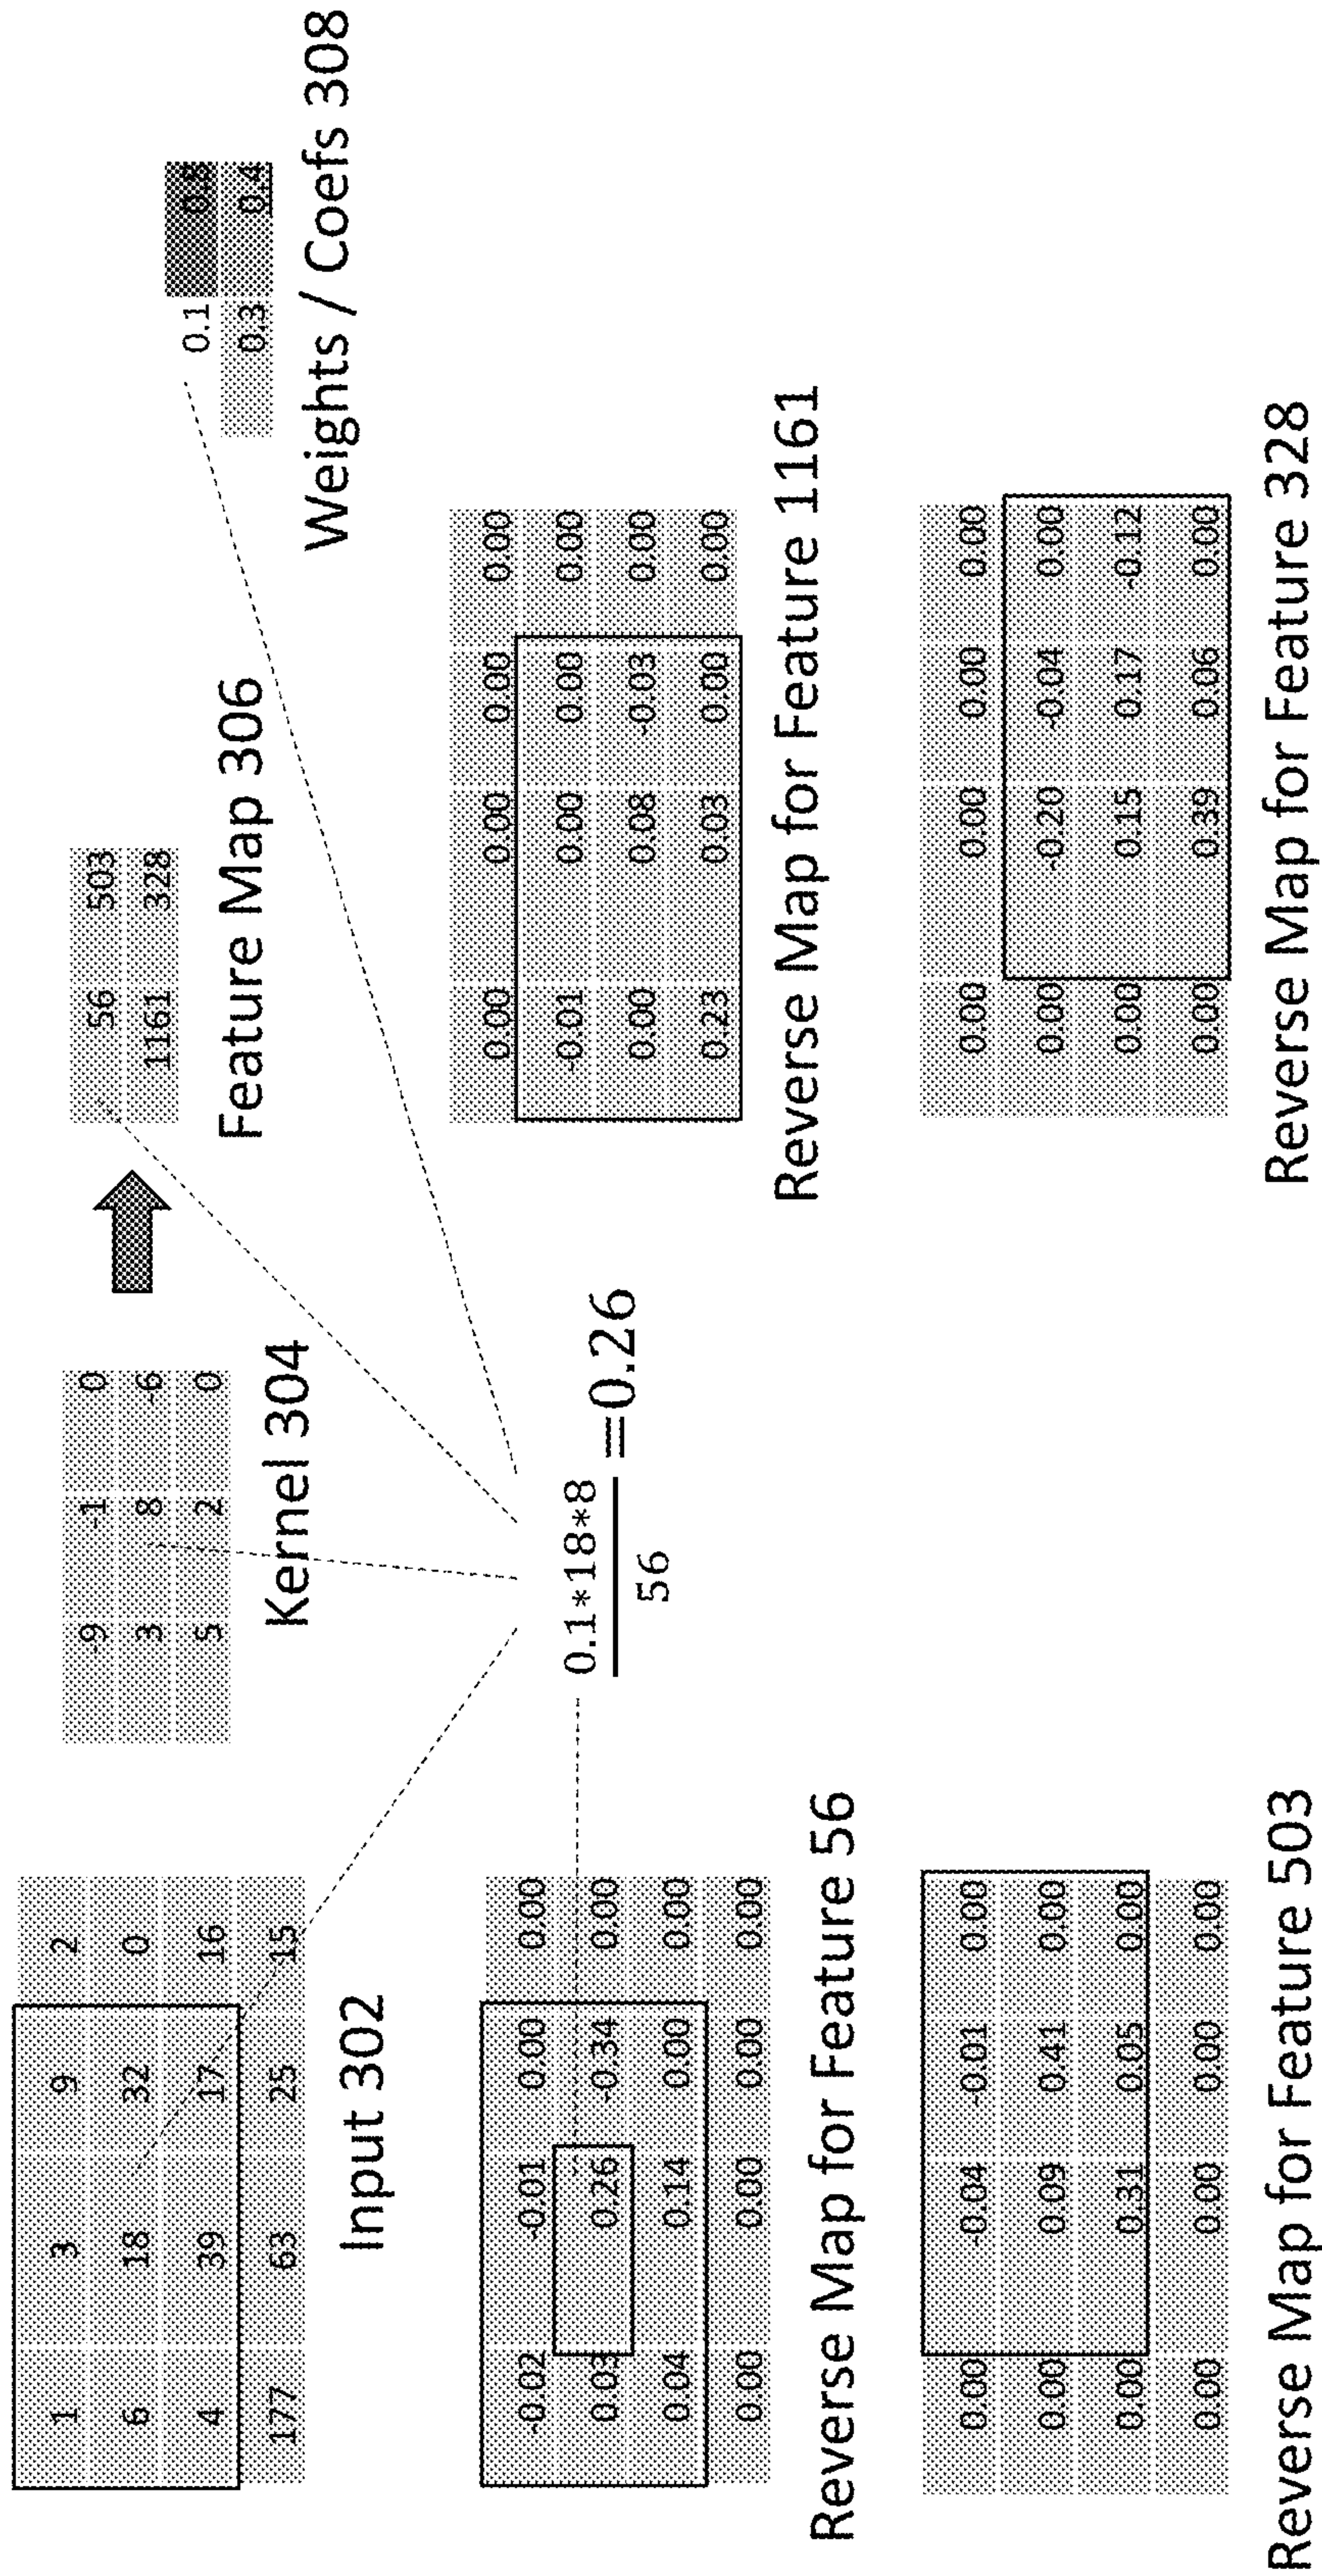 1 3 9 2
6 18 32 0
4 39 17 16
177 63 25 15
Input 302
-9 -1 0
3 8 -6
5 2 0
Kernel 304
56 503
1161 328
Feature Map 306
0.1 0.8
0.3 0.4
Weights / Coefs 308
0.1*18*8
56
=0.26
-0.02 -0.01 0.00 0.00
0.03 0.26 -0.34 0.00
0.04 0.14 0.00 0.00
0.00 0.00 0.00 0.00
Reverse Map for Feature 56
0.00 0.00 0.00 0.00
-0.01 0.00 0.00 0.00
0.00 0.08 -0.03 0.00
0.23 0.03 0.00 0.00
Reverse Map for Feature 1161
0.00 -0.04 -0.01 0.00
0.00 0.09 0.41 0.00
0.00 0.31 0.05 0.00
0.00 0.00 0.00 0.00
Reverse Map for Feature 503
0.00 0.00 0.00 0.00
0.00 -0.20 -0.04 0.00
0.00 0.15 0.17 -0.12
0.00 0.39 0.06 0.00
Reverse Map for Feature 328